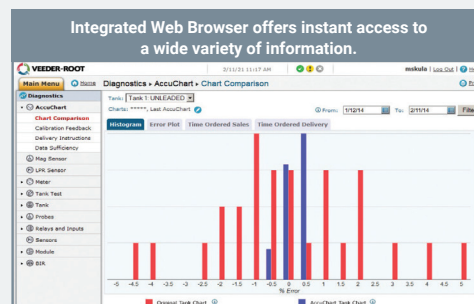 Integrated Web Browser offers instant access to
a wide variety of information.
VEEDER-ROOT
2/11/21 11:17 AM
mskula | Log Out |
Main Menu
Home
Diagnostics ▸ AccuChart ▸ Chart Comparison
Diagnostics
AccuChart
Chart Comparison
Calibration Feedback
Delivery Instructions
Data Sufficiency
Mag Sensor
LPR Sensor
Meter
Tank Test
Tank
Probes
Relays and Inputs
Sensors
Module
BIR
Tank: Task 1: UNLEADED
Charts: *****, Last AccuChart
From: 1/12/14 To: 2/11/14
Histogram Error Plot Time Ordered Sales Time Ordered Delivery
-5 -4.5 -4 -3.5 -3 -2.5 -2 -1.5 -1 -0.5 0 0.5 1 1.5 2 2.5 3 3.5 4 4.5 5
% Error
Original Tank Chart AccuChart Tank Chart